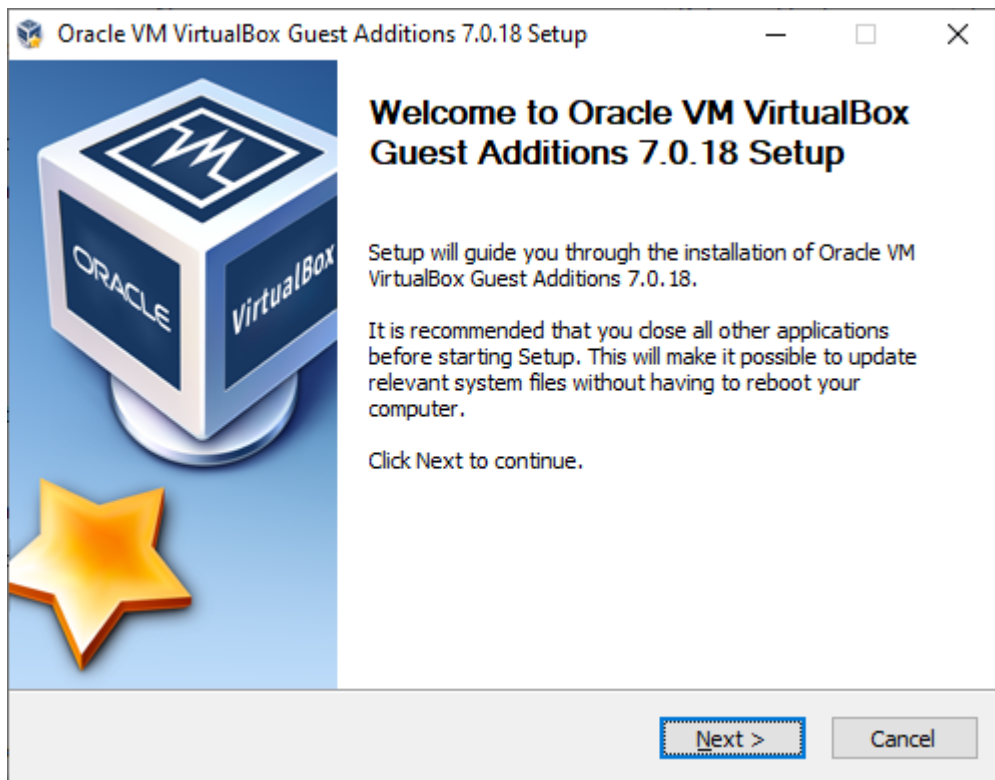 Oracle VM VirtualBox Guest Additions 7.0.18 Setup
Welcome to Oracle VM VirtualBox
Guest Additions 7.0.18 Setup
Setup will guide you through the installation of Oracle VM
VirtualBox Guest Additions 7.0.18.
It is recommended that you close all other applications
before starting Setup. This will make it possible to update
relevant system files without having to reboot your
computer.
Click Next to continue.
ORACLE
VirtualBox
Next >
Cancel